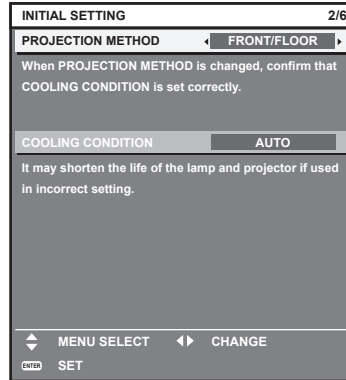 INITIAL SETTING 2/6
PROJECTION METHOD FRONT/FLOOR
When PROJECTION METHOD is changed, confirm that
COOLING CONDITION is set correctly.
COOLING CONDITION AUTO
It may shorten the life of the lamp and projector if used
in incorrect setting.
MENU SELECT CHANGE
ENTER SET